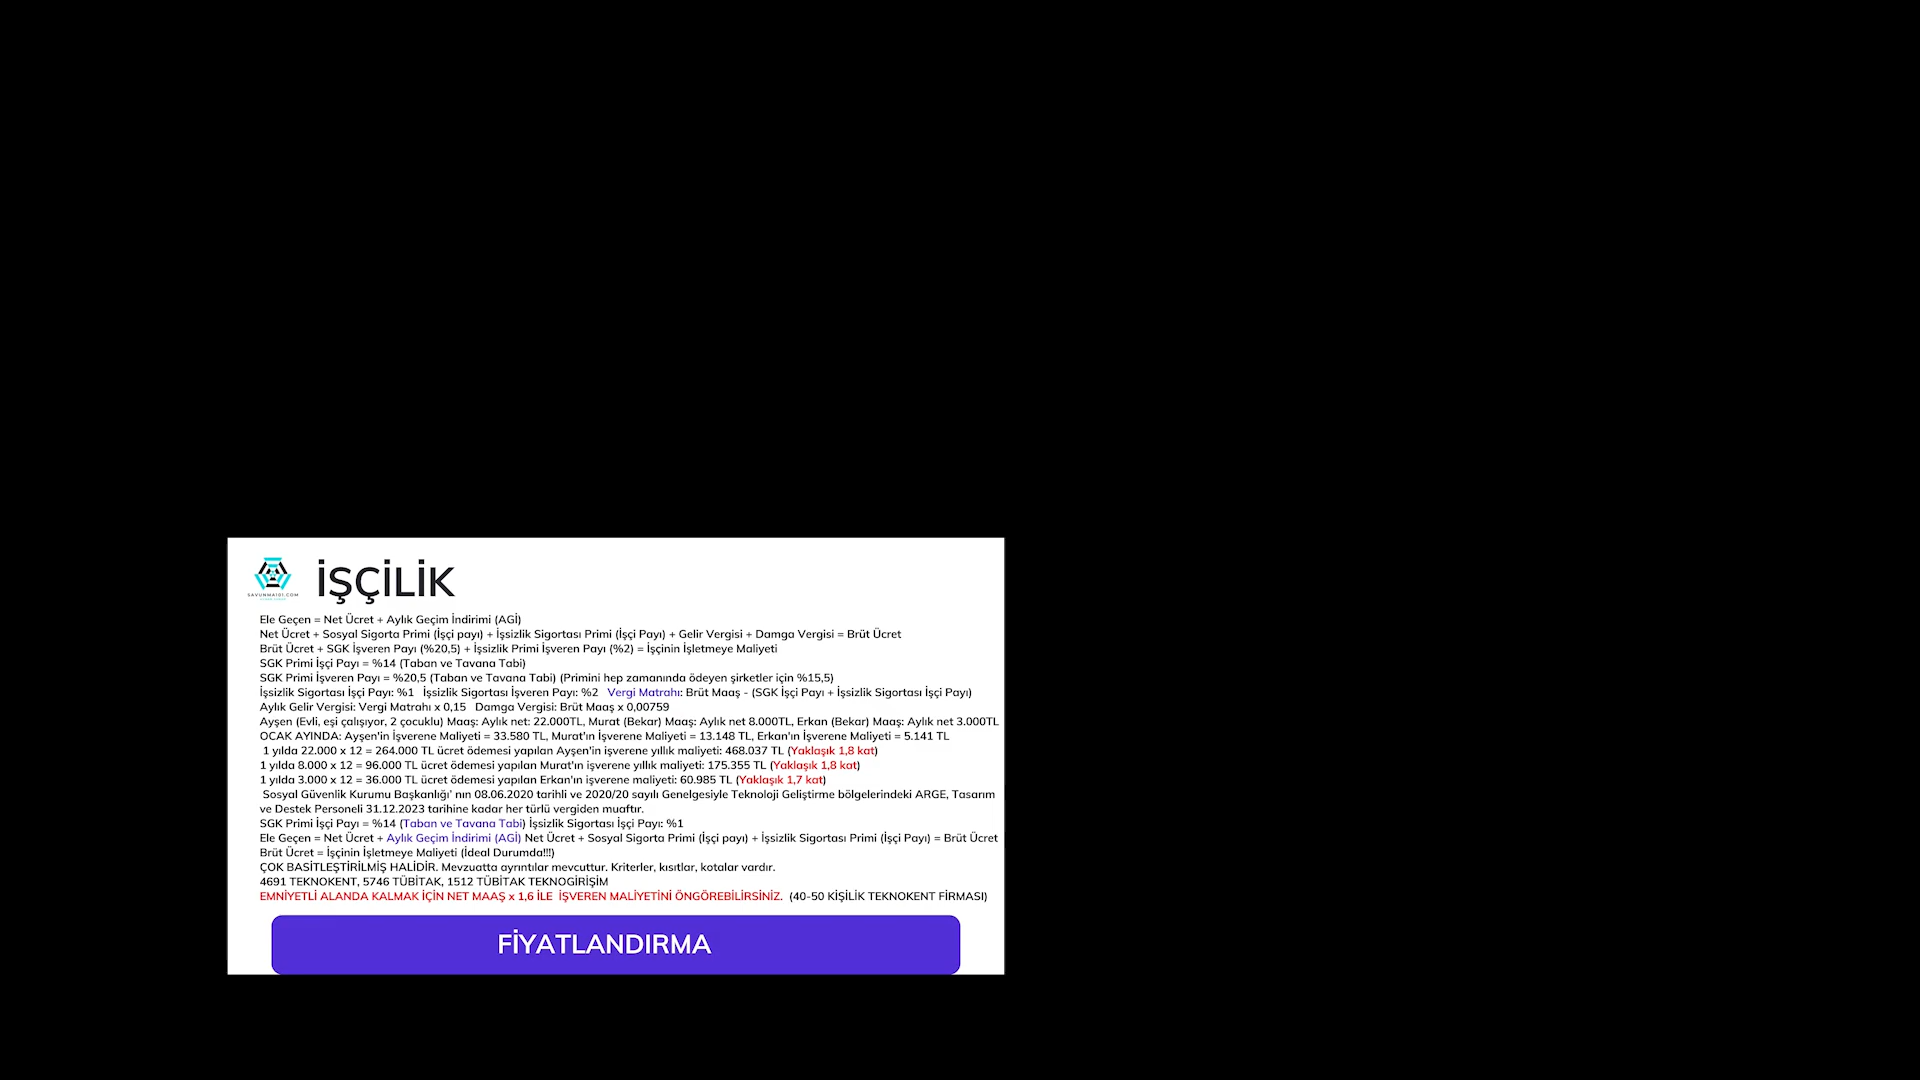 SAVUNMA101.COM
İŞÇİLİK
Ele Geçen = Net Ücret + Aylık Geçim İndirimi (AGİ)
Net Ücret + Sosyal Sigorta Primi (İşçi payı) + İşsizlik Sigortası Primi (İşçi Payı) + Gelir Vergisi + Damga Vergisi = Brüt Ücret
Brüt Ücret + SGK İşveren Payı (%20,5) + İşsizlik Primi İşveren Payı (%2) = İşçinin İşletmeye Maliyeti
SGK Primi İşçi Payı = %14 (Taban ve Tavana Tabi)
SGK Primi İşveren Payı = %20,5 (Taban ve Tavana Tabi) (Primini hep zamanında ödeyen şirketler için %15,5)
İşsizlik Sigortası İşçi Payı: %1 İşsizlik Sigortası İşveren Payı: %2 Vergi Matrahı: Brüt Maaş - (SGK İşçi Payı + İşsizlik Sigortası İşçi Payı)
Aylık Gelir Vergisi: Vergi Matrahı x 0,15 Damga Vergisi: Brüt Maaş x 0,00759
Ayşen (Evli, eşi çalışıyor, 2 çocuklu) Maaş: Aylık net: 22.000TL, Murat (Bekar) Maaş: Aylık net 8.000TL, Erkan (Bekar) Maaş: Aylık net 3.000TL
OCAK AYINDA: Ayşen'in İşverene Maliyeti = 33.580 TL, Murat'ın İşverene Maliyeti = 13.148 TL, Erkan'ın İşverene Maliyeti = 5.141 TL
1 yılda 22.000 x 12 = 264.000 TL ücret ödemesi yapılan Ayşen'in işverene yıllık maliyeti: 468.037 TL (Yaklaşık 1,8 kat)
1 yılda 8.000 x 12 = 96.000 TL ücret ödemesi yapılan Murat'ın işverene yıllık maliyeti: 175.355 TL (Yaklaşık 1,8 kat)
1 yılda 3.000 x 12 = 36.000 TL ücret ödemesi yapılan Erkan'ın işverene maliyeti: 60.985 TL (Yaklaşık 1,7 kat)
Sosyal Güvenlik Kurumu Başkanlığı' nın 08.06.2020 tarihli ve 2020/20 sayılı Genelgesiyle Teknoloji Geliştirme bölgelerindeki ARGE, Tasarım
ve Destek Personeli 31.12.2023 tarihine kadar her türlü vergiden muaftır.
SGK Primi İşçi Payı = %14 (Taban ve Tavana Tabi) İşsizlik Sigortası İşçi Payı: %1
Ele Geçen = Net Ücret + Aylık Geçim İndirimi (AGİ) Net Ücret + Sosyal Sigorta Primi (İşçi payı) + İşsizlik Sigortası Primi (İşçi Payı) = Brüt Ücret
Brüt Ücret = İşçinin İşletmeye Maliyeti (İdeal Durumda!!!)
ÇOK BASİTLEŞTİRİLMİŞ HALİDİR. Mevzuatta ayrıntılar mevcuttur. Kriterler, kısıtlar, kotalar vardır.
4691 TEKNOKENT, 5746 TÜBİTAK, 1512 TÜBİTAK TEKNOGİRİŞİM
EMNİYETLİ ALANDA KALMAK İÇİN NET MAAŞ x 1,6 İLE İŞVEREN MALİYETİNİ ÖNGÖREBİLİRSİNİZ. (40-50 KİŞİLİK TEKNOKENT FİRMASI)
FİYATLANDIRMA